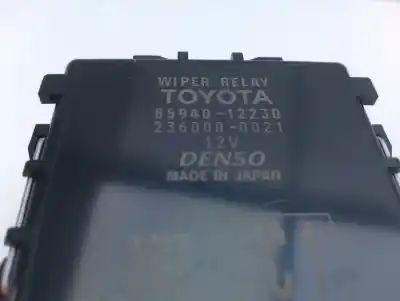 WIPER RELAY
TOYOTA
85940-12230
236000-0021
12V
DENSO
MADE IN JAPAN